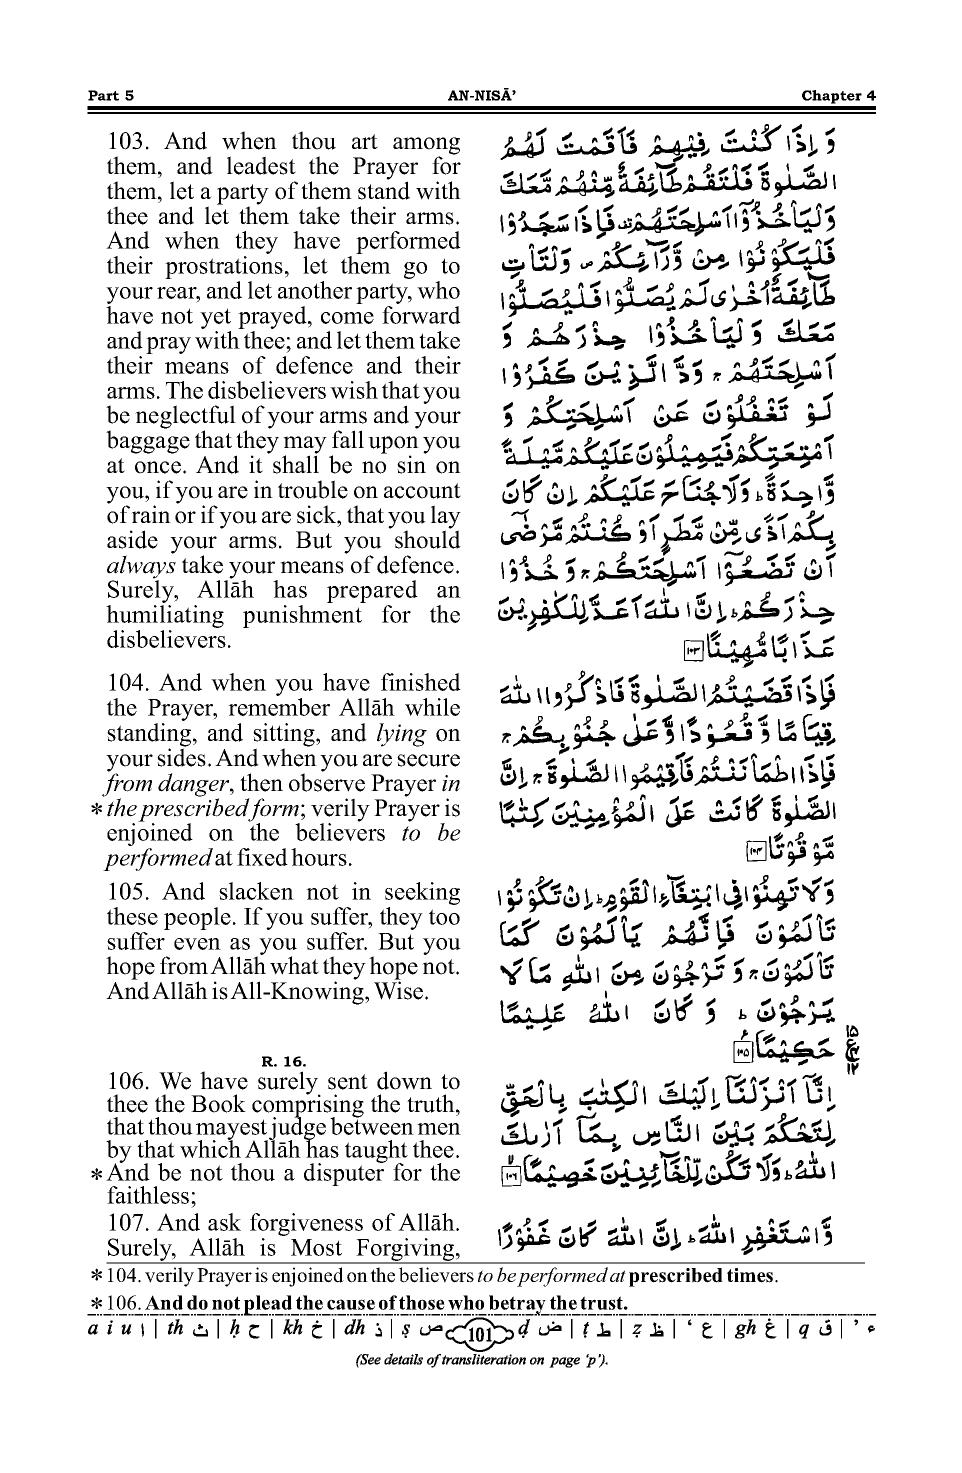 Part 5 AN-NISĀ’ Chapter 4
103. And when thou art among
them, and leadest the Prayer for
them, let a party of them stand with
thee and let them take their arms.
And when they have performed
their prostrations, let them go to
your rear, and let another party, who
have not yet prayed, come forward
and pray with thee; and let them take
their means of defence and their
arms. The disbelievers wish that you
be neglectful of your arms and your
baggage that they may fall upon you
at once. And it shall be no sin on
you, if you are in trouble on account
of rain or if you are sick, that you lay
aside your arms. But you should
always take your means of defence.
Surely, Allāh has prepared an
humiliating punishment for the
disbelievers.
104. And when you have finished
the Prayer, remember Allāh while
standing, and sitting, and lying on
your sides. And when you are secure
from danger, then observe Prayer in
* the prescribed form; verily Prayer is
enjoined on the believers to be
performed at fixed hours.
105. And slacken not in seeking
these people. If you suffer, they too
suffer even as you suffer. But you
hope from Allāh what they hope not.
And Allāh is All-Knowing, Wise.
R. 16.
106. We have surely sent down to
thee the Book comprising the truth,
that thou mayest judge between men
by that which Allāh has taught thee.
* And be not thou a disputer for the
faithless;
107. And ask forgiveness of Allāh.
Surely, Allāh is Most Forgiving,
وَ اِذَا كُنْتَ فِيْهِمْ فَاَقَمْتَ لَهُمُ
الصَّلٰوةَ فَلْتَقُمْ طَآئِفَةٌ مِّنْهُمْ مَّعَكَ
وَلْيَاْخُذُوْۤا اَسْلِحَتَهُمْ ۟ فَاِذَا سَجَدُوْا
فَلْيَكُوْنُوْا مِنْ وَّرَآئِكُمْ ۪ وَلْتَاْتِ
طَآئِفَةٌ اُخْرٰى لَمْ يُصَلُّوْا فَلْيُصَلُّوْا
مَعَكَ وَ لْيَاْخُذُوْا حِذْرَهُمْ وَ
اَسْلِحَتَهُمْ ۚ وَدَّ الَّذِيْنَ كَفَرُوْا
لَوْ تَغْفُلُوْنَ عَنْ اَسْلِحَتِكُمْ وَ
اَمْتِعَتِكُمْ فَيَمِيْلُوْنَ عَلَيْكُمْ مَّيْلَةً
وَّاحِدَةً ؕ وَلَا جُنَاحَ عَلَيْكُمْ اِنْ كَانَ
بِكُمْ اَذًى مِّنْ مَّطَرٍ اَوْ كُنْتُمْ مَّرْضٰۤى
اَنْ تَضَعُوْۤا اَسْلِحَتَكُمْ ۚ وَ خُذُوْا
حِذْرَكُمْ ؕ اِنَّ اللّٰهَ اَعَدَّ لِلْكٰفِرِيْنَ
عَذَابًا مُّهِيْنًا ۱۰۳
فَاِذَا قَضَيْتُمُ الصَّلٰوةَ فَاذْكُرُوا اللّٰهَ
قِيَامًا وَّ قُعُوْدًا وَّعَلٰى جُنُوْبِكُمْ ۚ
فَاِذَا اطْمَاْنَنْتُمْ فَاَقِيْمُوا الصَّلٰوةَ ۚ اِنَّ
الصَّلٰوةَ كَانَتْ عَلَى الْمُؤْمِنِيْنَ كِتٰبًا
مَّوْقُوْتًا ۱۰۴
وَلَا تَهِنُوْا فِى ابْتِغَآءِ الْقَوْمِ ؕ اِنْ تَكُوْنُوْا
تَاْلَمُوْنَ فَاِنَّهُمْ يَاْلَمُوْنَ كَمَا
تَاْلَمُوْنَ ۚ وَ تَرْجُوْنَ مِنَ اللّٰهِ مَا لَا
يَرْجُوْنَ ؕ وَ كَانَ اللّٰهُ عَلِيْمًا
حَكِيْمًا ۱۰۵
اِنَّاۤ اَنْزَلْنَاۤ اِلَيْكَ الْكِتٰبَ بِالْحَقِّ
لِتَحْكُمَ بَيْنَ النَّاسِ بِمَاۤ اَرٰىكَ
اللّٰهُ ؕ وَلَا تَكُنْ لِّلْخَآئِنِيْنَ خَصِيْمًا ۱۰۶
وَّاسْتَغْفِرِ اللّٰهَ ؕ اِنَّ اللّٰهَ كَانَ غَفُوْرًا
* 104. verily Prayer is enjoined on the believers to be performed at prescribed times.
* 106. And do not plead the cause of those who betray the trust.
a i u ا | th ث | ḥ ح | kh خ | dh ذ | ṣ ص 101 ḍ ض | ṭ ط | ẓ ظ | ‘ ع | gh غ | q ق | ’ ء
(See details of transliteration on page ‘p’).